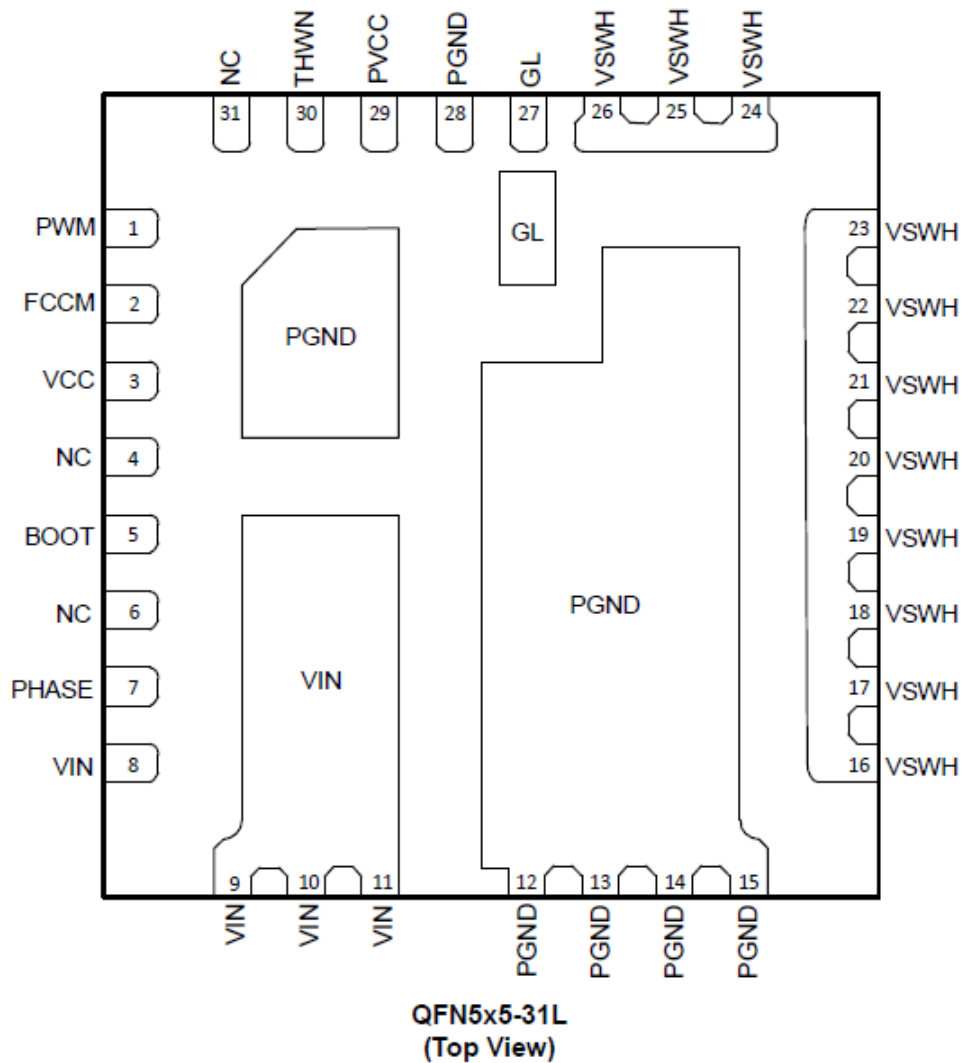 NC
THWN
PVCC
PGND
GL
VSWH
VSWH
VSWH
31
30
29
28
27
26
25
24
PWM
1
FCCM
2
VCC
3
NC
4
BOOT
5
NC
6
PHASE
7
VIN
8
GL
PGND
PGND
VIN
23
VSWH
22
VSWH
21
VSWH
20
VSWH
19
VSWH
18
VSWH
17
VSWH
16
VSWH
9
10
11
12
13
14
15
VIN
VIN
VIN
PGND
PGND
PGND
PGND
QFN5x5-31L
(Top View)